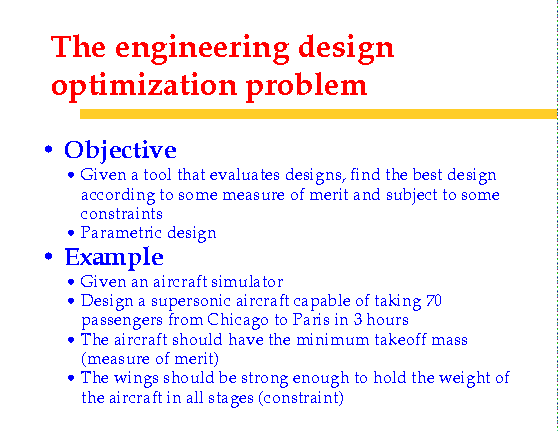 The engineering design
optimization problem
• Objective
• Given a tool that evaluates designs, find the best design
according to some measure of merit and subject to some
constraints
• Parametric design
• Example
• Given an aircraft simulator
• Design a supersonic aircraft capable of taking 70
passengers from Chicago to Paris in 3 hours
• The aircraft should have the minimum takeoff mass
(measure of merit)
• The wings should be strong enough to hold the weight of
the aircraft in all stages (constraint)